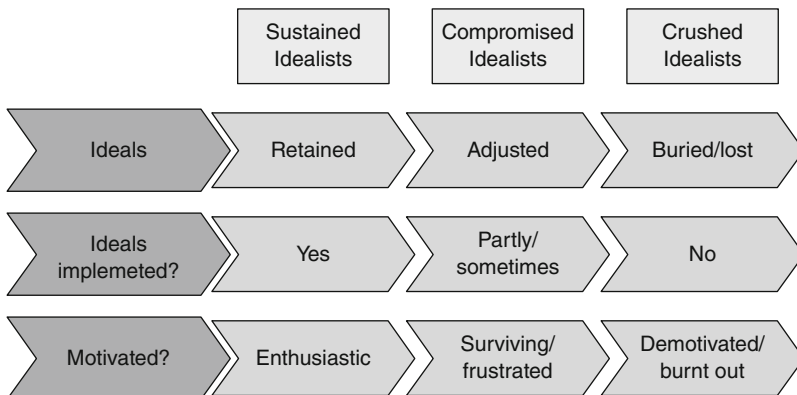 Sustained
Idealists
Compromised
Idealists
Crushed
Idealists
Ideals
Retained
Adjusted
Buried/lost
Ideals
implemeted?
Yes
Partly/
sometimes
No
Motivated?
Enthusiastic
Surviving/
frustrated
Demotivated/
burnt out